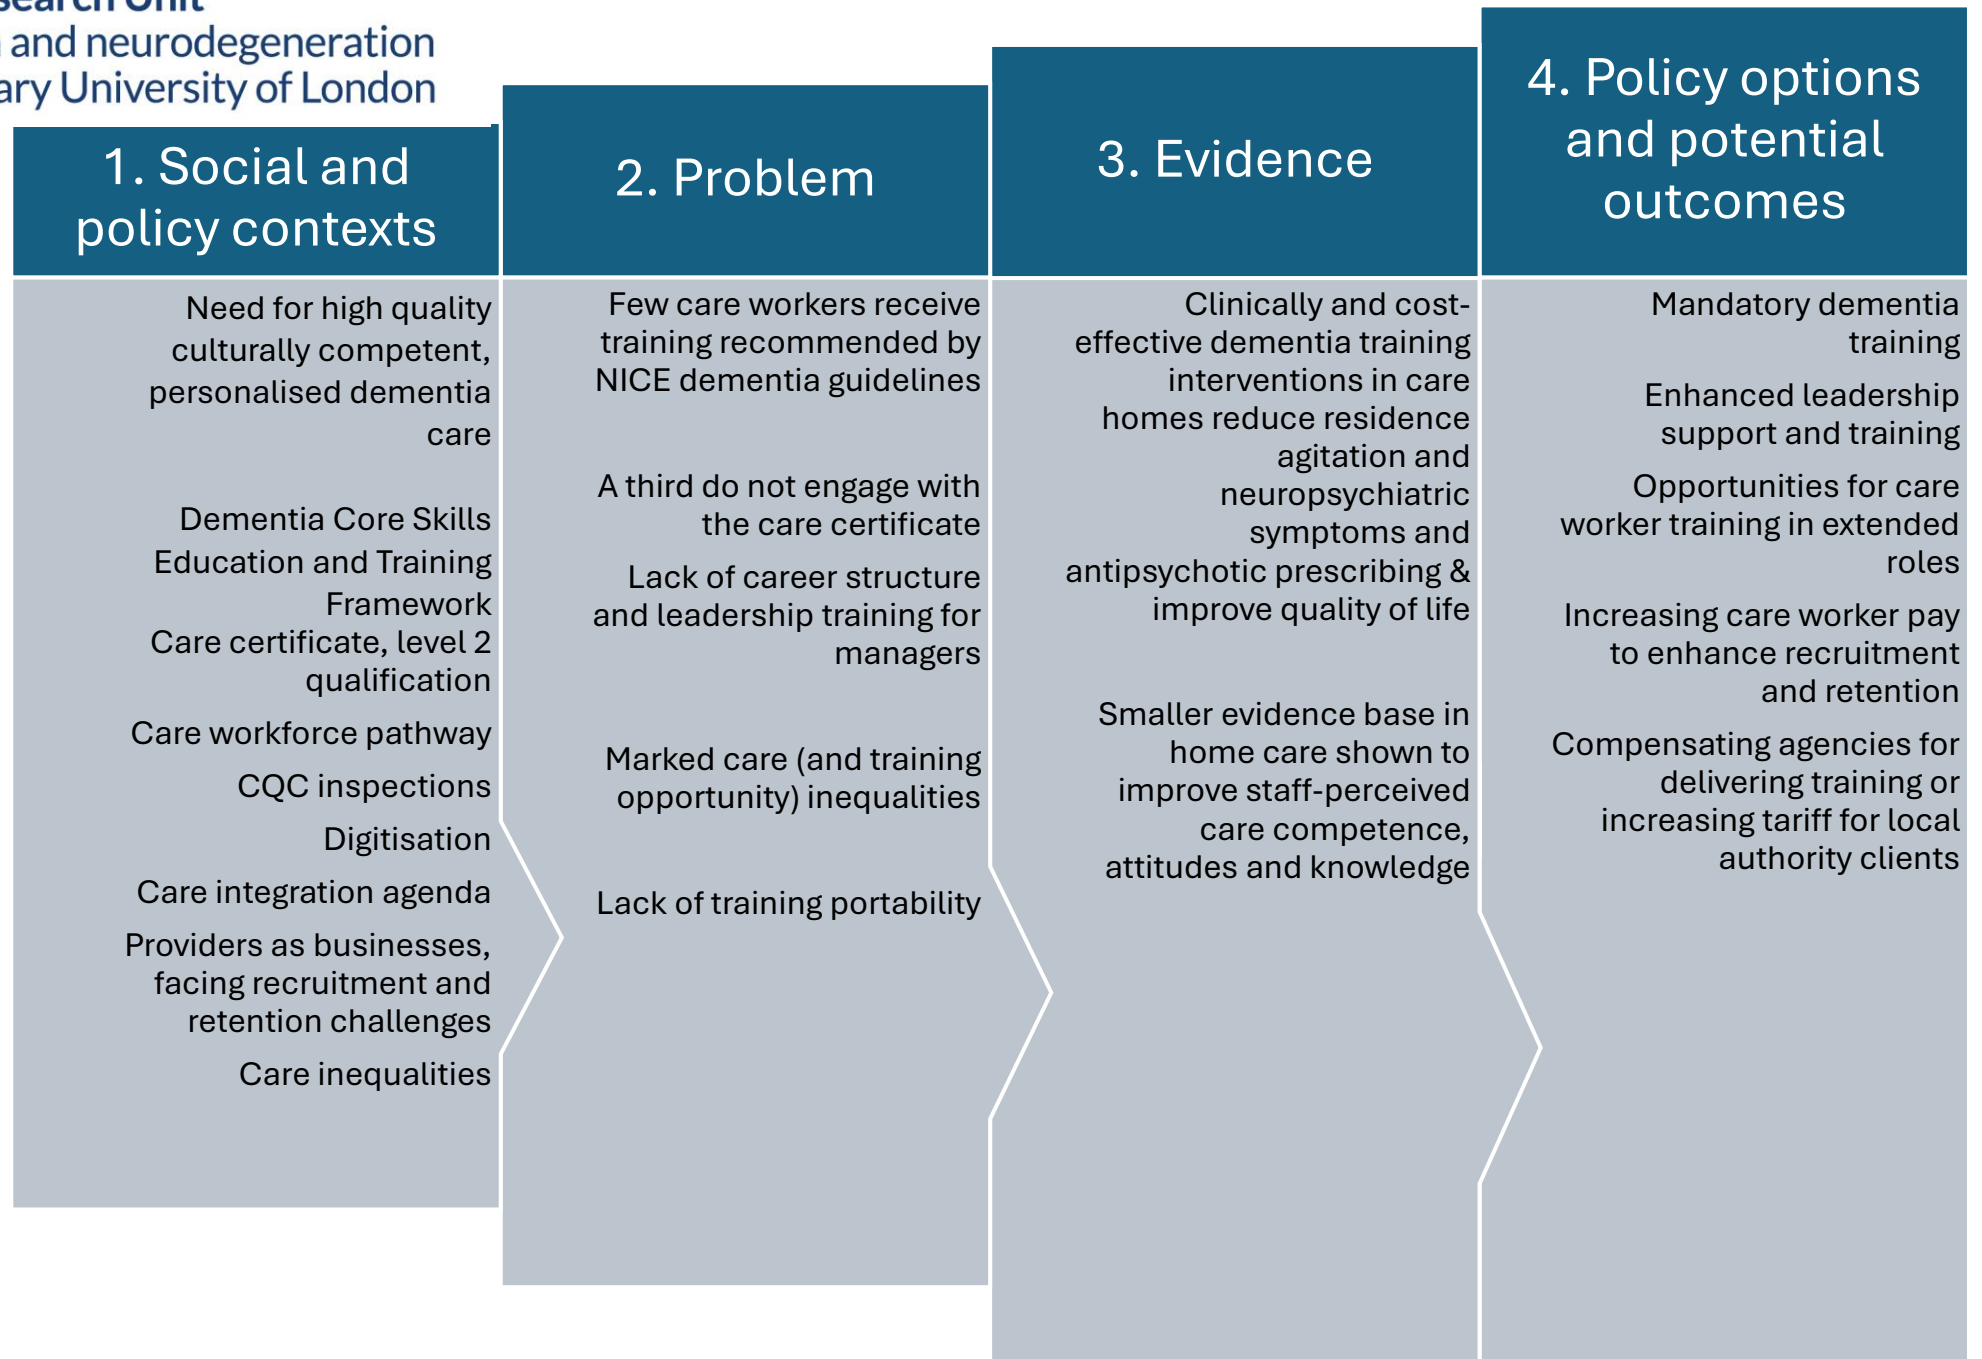 and neurodegeneration
University of London
1. Social and
policy contexts
Need for high quality
culturally competent,
personalised dementia
care
Dementia Core Skills
Education and Training
Framework
Care certificate, level 2
qualification
Care workforce pathway
CQC inspections
Digitisation
Care integration agenda
Providers as businesses,
facing recruitment and
retention challenges
Care inequalities
2. Problem
Few care workers receive
training recommended by
NICE dementia guidelines
A third do not engage with
the care certificate
Lack of career structure
and leadership training for
managers
Marked care (and training
opportunity) inequalities
Lack of training portability
3. Evidence
Clinically and cost-
effective dementia training
interventions in care
homes reduce residence
agitation and
neuropsychiatric
symptoms and
antipsychotic prescribing &
improve quality of life
Smaller evidence base in
home care shown to
improve staff-perceived
care competence,
attitudes and knowledge
4. Policy options
and potential
outcomes
Mandatory dementia
training
Enhanced leadership
support and training
Opportunities for care
worker training in extended
roles
Increasing care worker pay
to enhance recruitment
and retention
Compensating agencies for
delivering training or
increasing tariff for local
authority clients